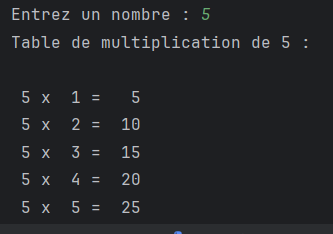 Entrez un nombre : 5
Table de multiplication de 5 :

 5 x  1 =   5
 5 x  2 =  10
 5 x  3 =  15
 5 x  4 =  20
 5 x  5 =  25